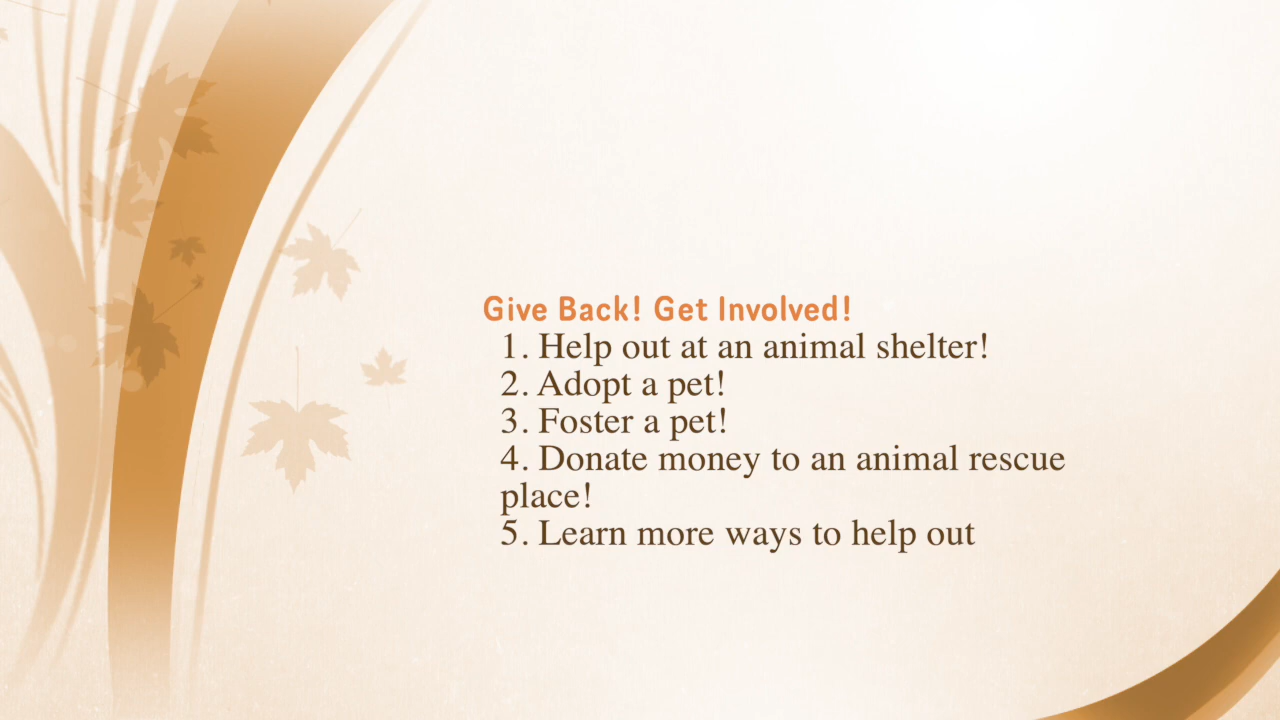 Give Back! Get Involved!
1. Help out at an animal shelter!
2. Adopt a pet!
3. Foster a pet!
4. Donate money to an animal rescue
place!
5. Learn more ways to help out